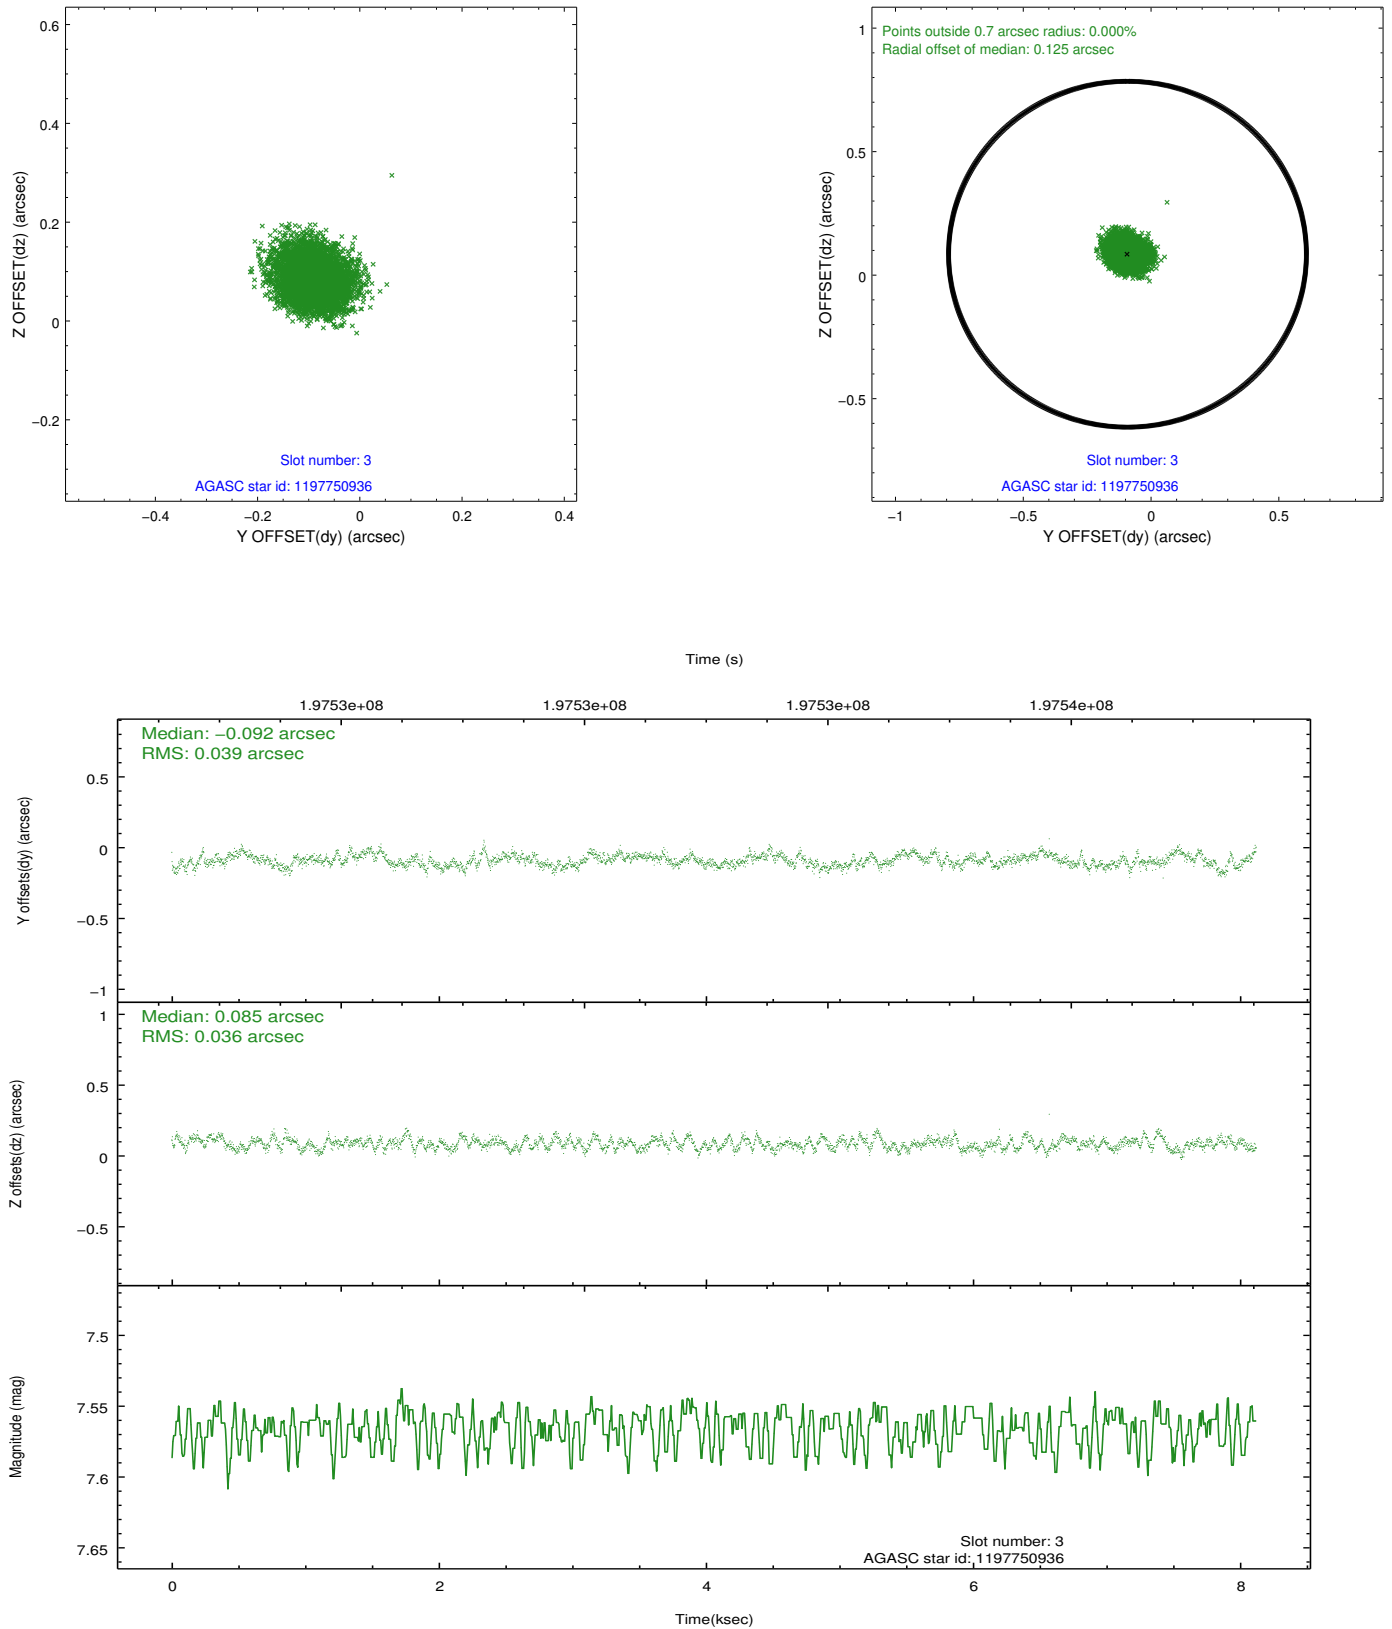 0.6
0.4
0.2
0
−0.2
Z OFFSET(dz) (arcsec)
Slot number: 3
AGASC star id: 1197750936
−0.4 −0.2 0 0.2 0.4
Y OFFSET(dy) (arcsec)
Points outside 0.7 arcsec radius: 0.000%
Radial offset of median: 0.125 arcsec
1
0.5
0
−0.5
Z OFFSET(dz) (arcsec)
Slot number: 3
AGASC star id: 1197750936
−1 −0.5 0 0.5
Y OFFSET(dy) (arcsec)
Time (s)
1.9753e+08 1.9753e+08 1.9753e+08 1.9754e+08
Median: −0.092 arcsec
RMS: 0.039 arcsec
0.5
0
−0.5
−1
Y offsets(dy) (arcsec)
Median: 0.085 arcsec
RMS: 0.036 arcsec
1
0.5
0
−0.5
Z offsets(dz) (arcsec)
7.5
7.55
7.6
7.65
Magnitude (mag)
Slot number: 3
AGASC star id: 1197750936
0 2 4 6 8
Time(ksec)